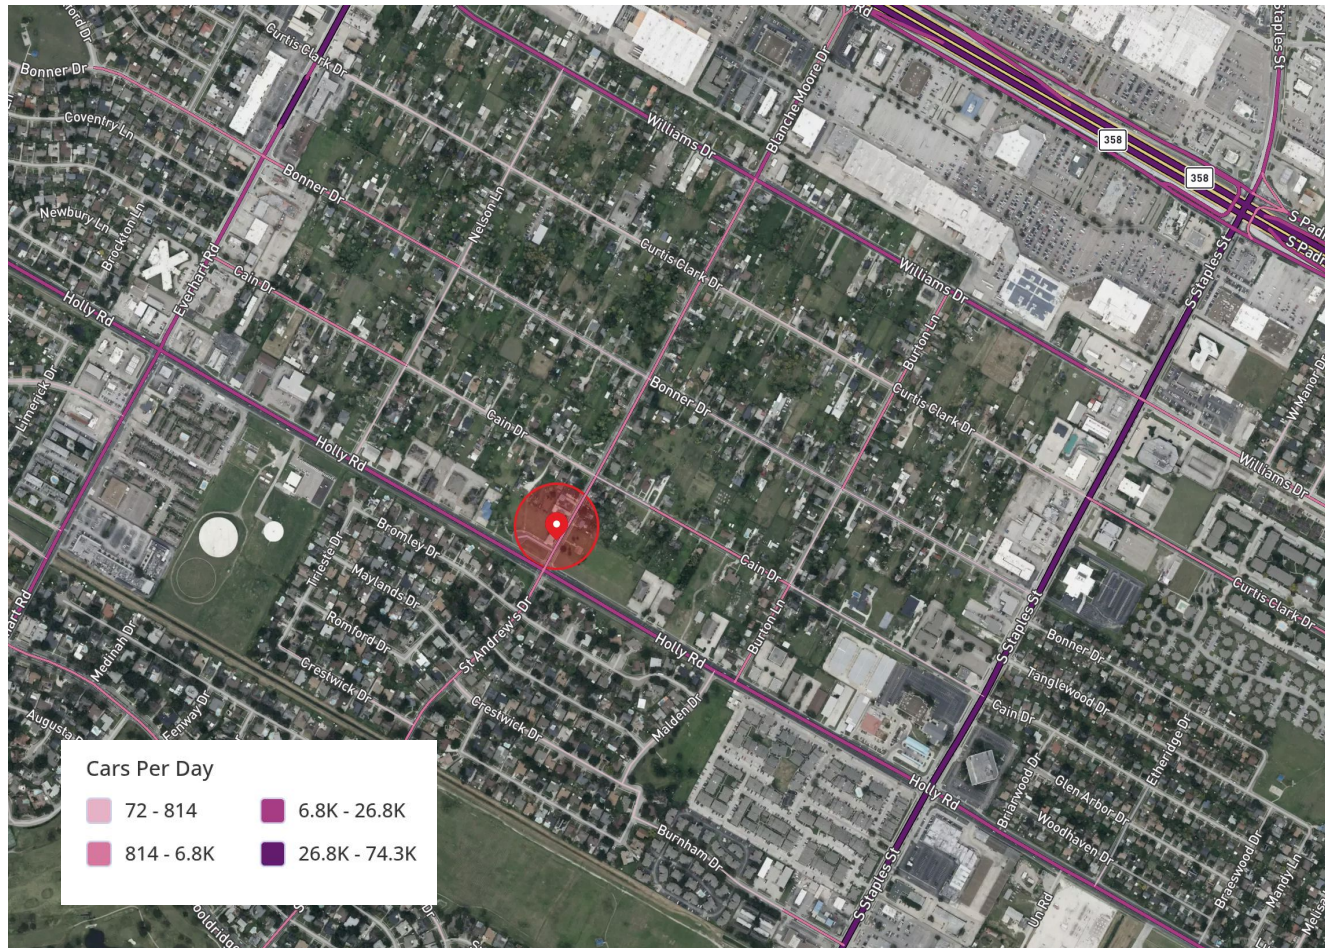 Rd
Staples St
Curtis Clark Dr
Bonner Dr
Blanche Moore Dr
Coventry Ln
Williams Dr
358
358
Bonner Dr
Nelson Ln
Newbury Ln
Brockton Ln
S Staples St
Everhart Rd
Cain Dr
Curtis Clark Dr
Williams Dr
Holly Rd
Burton Ln
Limerick Dr
Bonner Dr
Curtis Clark Dr
W Manor Dr
Cain Dr
Holly Rd
Williams Dr
Bromley Dr
Trieste Dr
Maylands Dr
Cain Dr
Curtis Clark Dr
Romford Dr
St Andrew's Dr
Burton Ln
S Staples St
Medinah Dr
Holly Rd
Bonner Dr
Crestwick Dr
Tanglewood Dr
Fenway Dr
Crestwick Dr
Malden Dr
Cain Dr
Etheridge Dr
Briarwood Dr
Holly Rd
Glen Arbor Dr
Woodhaven Dr
Burnham Dr
Braeswood Dr
Mandy Ln
S Staples St
Cars Per Day
72 - 814
6.8K - 26.8K
814 - 6.8K
26.8K - 74.3K
Dr